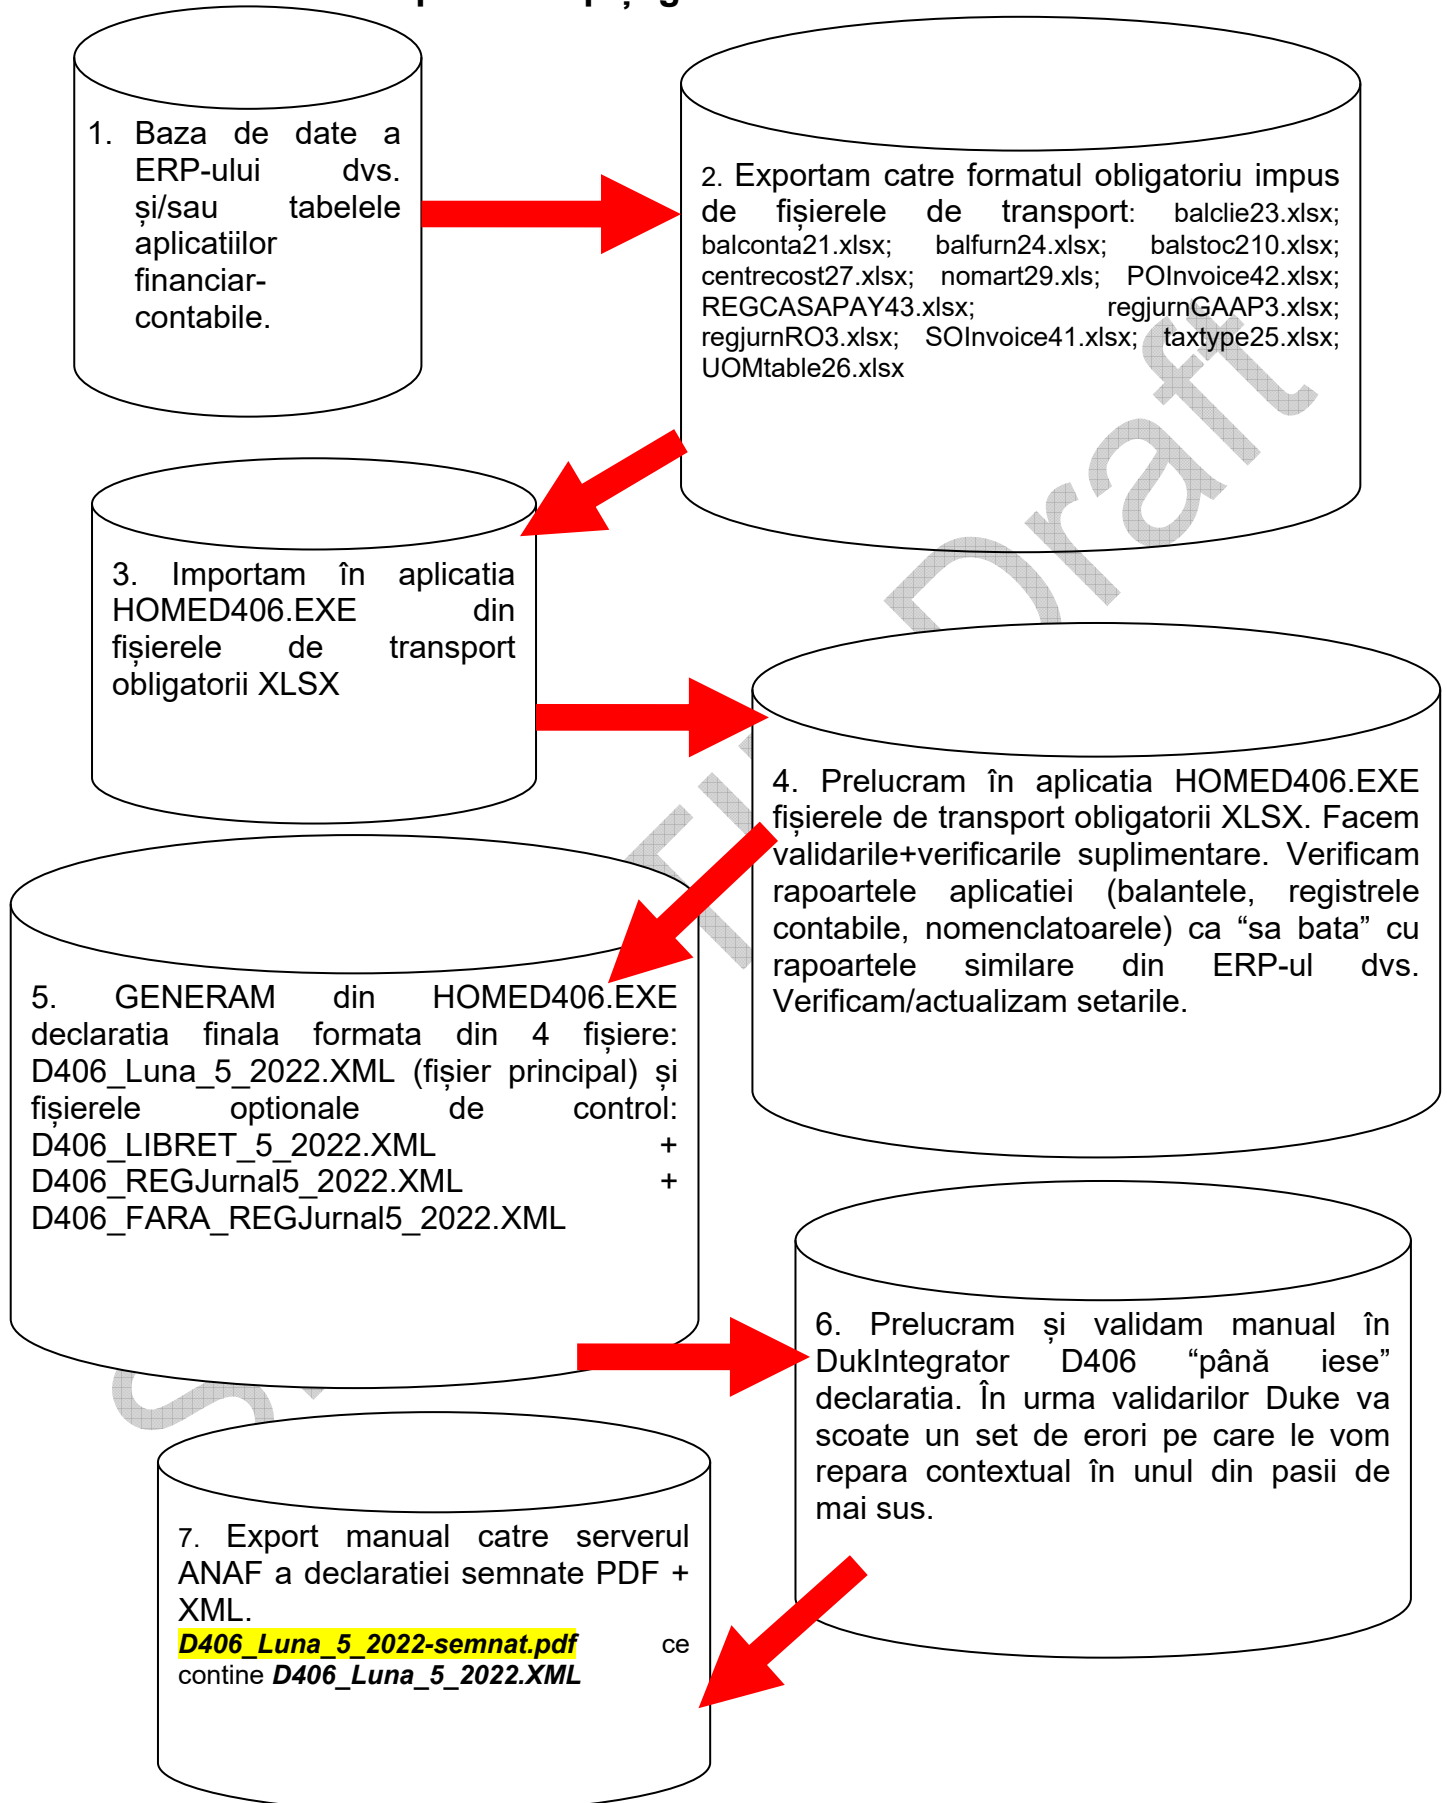 1. Baza de date a
ERP-ului dvs.
și/sau tabelele
aplicatiilor
financiar-
contabile.
2. Exportam catre formatul obligatoriu impus
de fișierele de transport: balclie23.xlsx;
balconta21.xlsx; balfurn24.xlsx; balstoc210.xlsx;
centrecost27.xlsx; nomart29.xls; POInvoice42.xlsx;
REGCASAPAY43.xlsx; regjurnGAAP3.xlsx;
regjurnRO3.xlsx; SOInvoice41.xlsx; taxtype25.xlsx;
UOMtable26.xlsx
3. Importam în aplicatia
HOMED406.EXE din
fișierele de transport
obligatorii XLSX
4. Prelucram în aplicatia HOMED406.EXE
fișierele de transport obligatorii XLSX. Facem
validarile+verificarile suplimentare. Verificam
rapoartele aplicatiei (balantele, registrele
contabile, nomenclatoarele) ca “sa bata” cu
rapoartele similare din ERP-ul dvs.
Verificam/actualizam setarile.
5. GENERAM din HOMED406.EXE
declaratia finala formata din 4 fișiere:
D406_Luna_5_2022.XML (fișier principal) și
fișierele optionale de control:
D406_LIBRET_5_2022.XML +
D406_REGJurnal5_2022.XML +
D406_FARA_REGJurnal5_2022.XML
6. Prelucram și validam manual în
DukIntegrator D406 “până iese”
declaratia. În urma validarilor Duke va
scoate un set de erori pe care le vom
repara contextual în unul din pasii de
mai sus.
7. Export manual catre serverul
ANAF a declaratiei semnate PDF +
XML.
D406_Luna_5_2022-semnat.pdf ce
contine D406_Luna_5_2022.XML
Draft